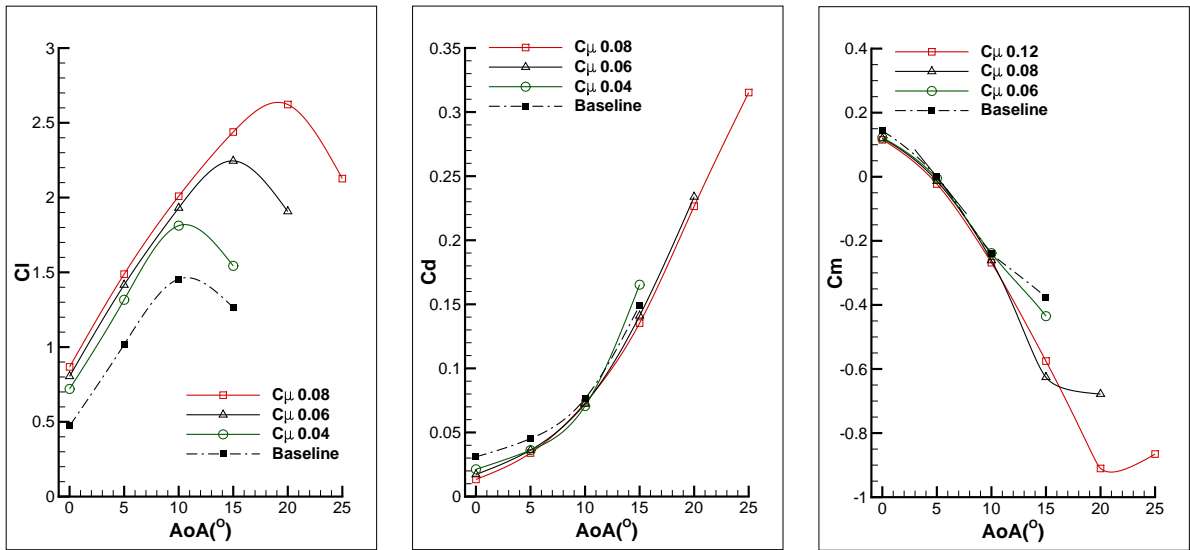 3
2.5
2
1.5
1
0.5
0
Cl
0 5 10 15 20 25
AoA(O)
Cμ 0.08
Cμ 0.06
Cμ 0.04
Baseline
0.35
0.3
0.25
0.2
0.15
0.1
0.05
0
Cd
0 5 10 15 20 25
AoA(O)
Cμ 0.08
Cμ 0.06
Cμ 0.04
Baseline
0.4
0.2
0
-0.2
-0.4
-0.6
-0.8
-1
Cm
0 5 10 15 20 25
AoA(O)
Cμ 0.12
Cμ 0.08
Cμ 0.06
Baseline